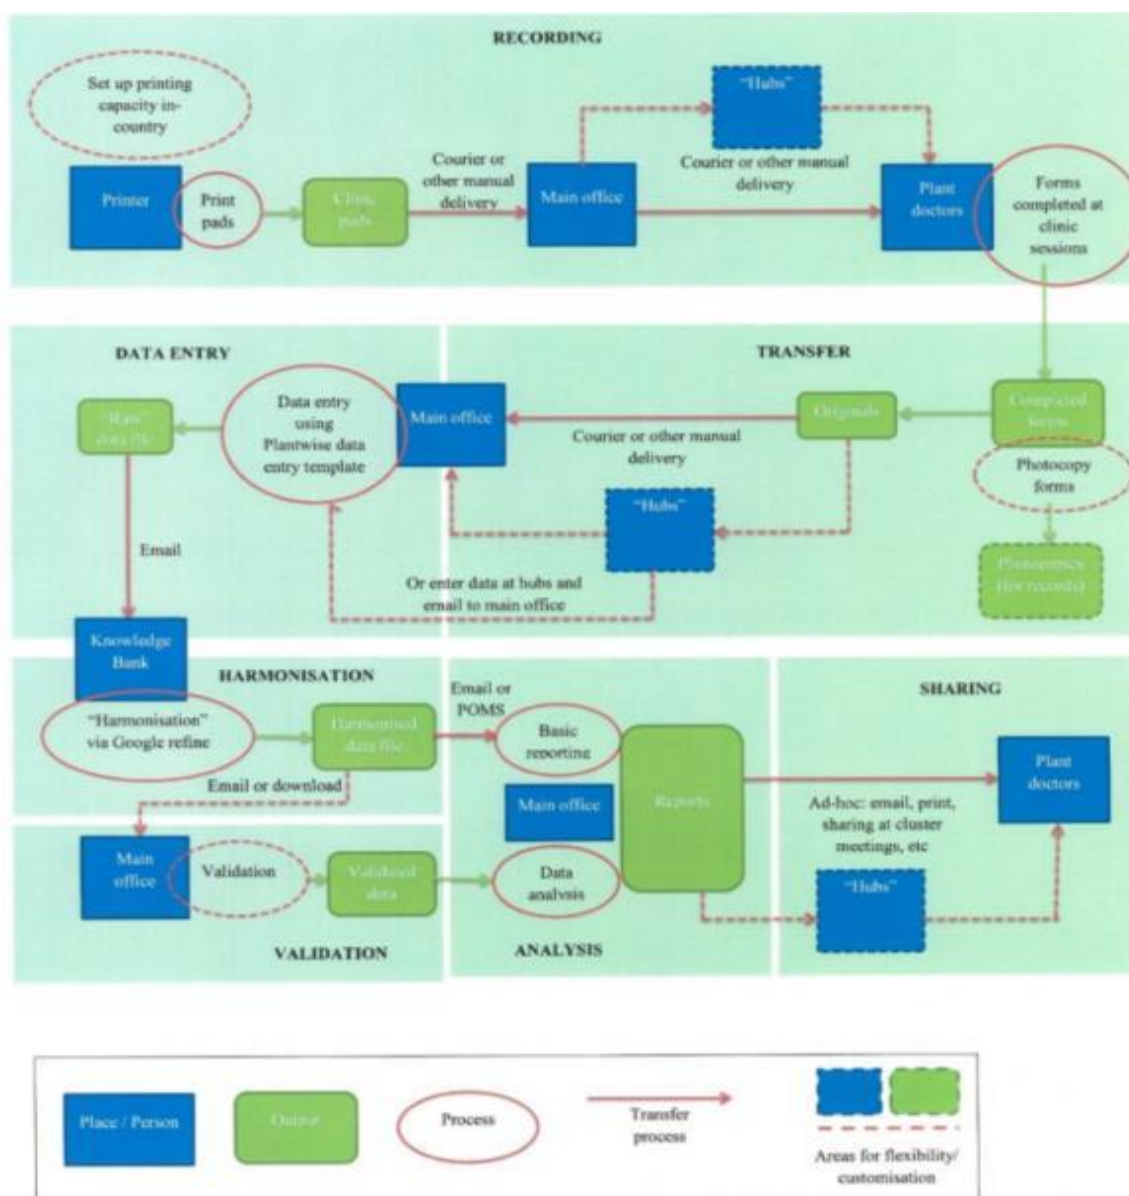 RECORDING
Set up printing
capacity in-
country
"Hubs"
Printer
Print
pads
Clinic
pads
Courier or
other manual
delivery
Main office
Courier or other manual
delivery
Plant
doctors
Forms
completed at
clinic
sessions
DATA ENTRY
TRANSFER
"Raw"
data file
Data entry
using
Plantwise data
entry template
Main office
Originals
Completed
forms
Courier or other manual
delivery
Photocopy
forms
"Hubs"
Email
Or enter data at hubs and
email to main office
Photocopies
(for records)
Knowledge
Bank
HARMONISATION
"Harmonisation"
via Google refine
Harmonised
data file
Email or
POMS
Basic
reporting
SHARING
Plant
doctors
Email or download
Main office
Reports
Ad-hoc: email, print,
sharing at cluster
meetings, etc
Main
office
Validation
Validated
data
Data
analysis
"Hubs"
VALIDATION
ANALYSIS
Place / Person
Output
Process
Transfer
process
Areas for flexibility/
customisation